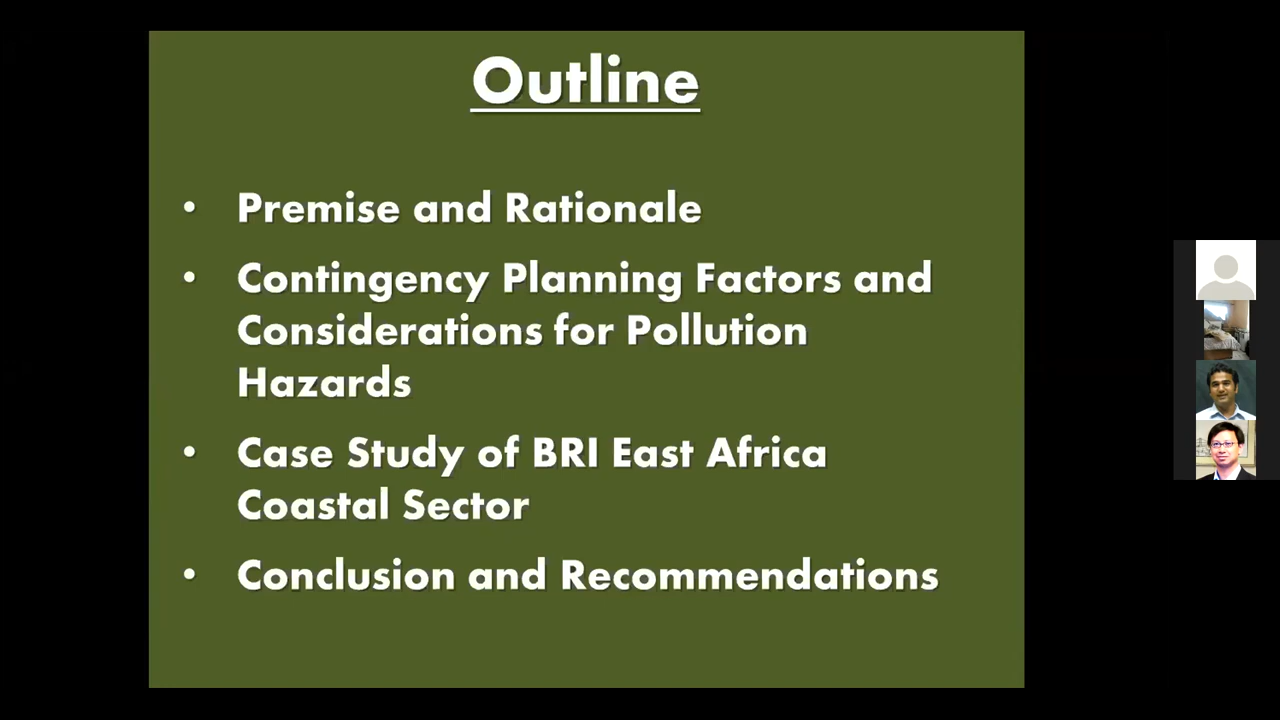 Outline
• Premise and Rationale
• Contingency Planning Factors and
Considerations for Pollution
Hazards
• Case Study of BRI East Africa
Coastal Sector
• Conclusion and Recommendations